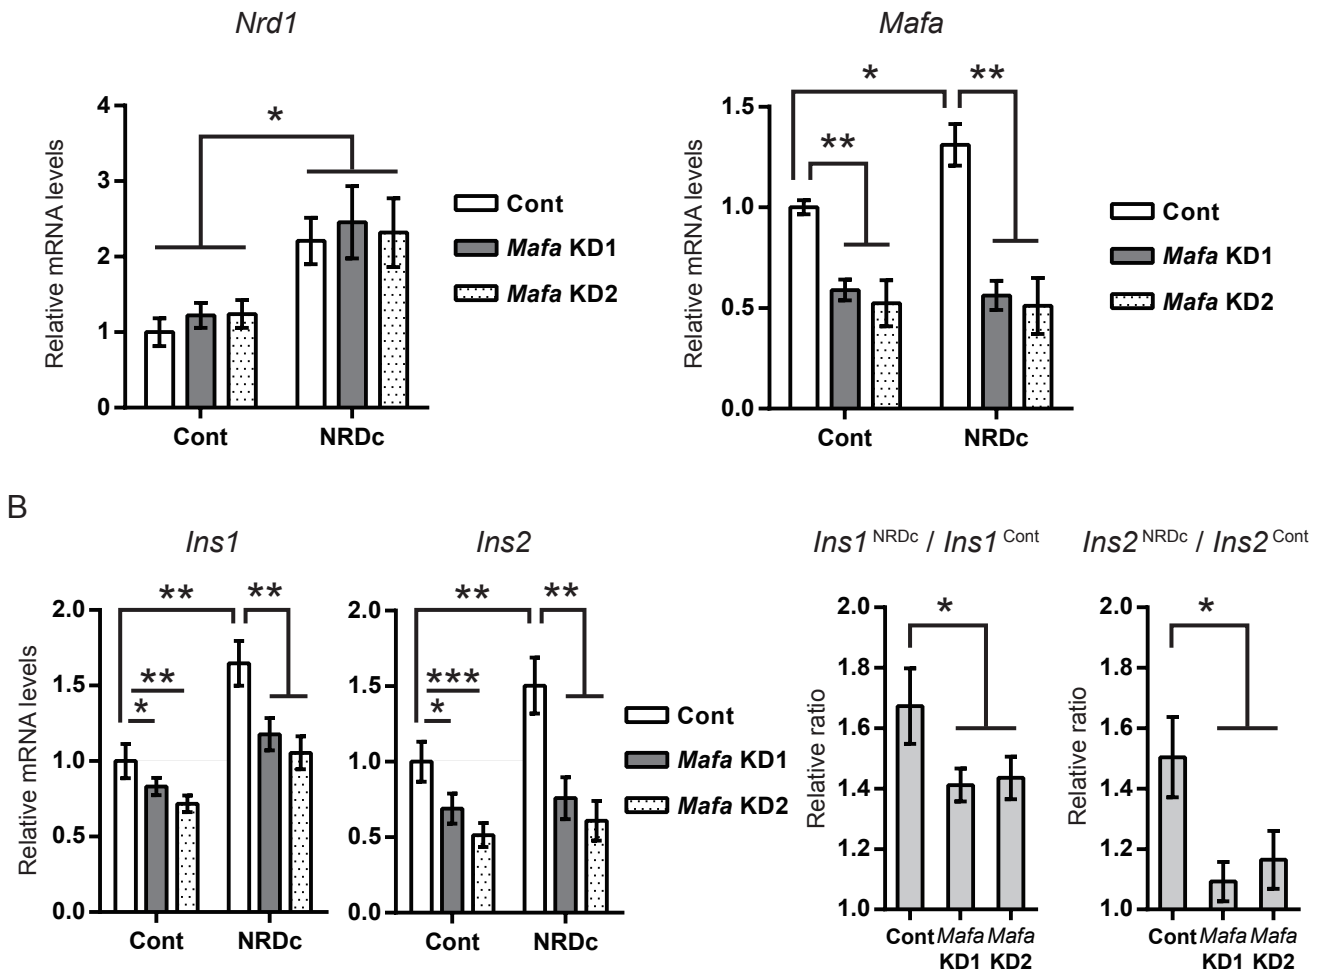 Nrd1
Mafa
*
*
**
**
Relative mRNA levels
4
3
2
1
0
Cont
NRDc
Cont
Mafa KD1
Mafa KD2
Relative mRNA levels
1.5
1.0
0.5
0.0
Cont
NRDc
Cont
Mafa KD1
Mafa KD2
B
Ins1
Ins2
Ins1 NRDc / Ins1 Cont
Ins2 NRDc / Ins2 Cont
**
**
**
*
Relative mRNA levels
2.0
1.5
1.0
0.5
0.0
Cont
NRDc
**
**
***
*
2.0
1.5
1.0
0.5
0.0
Cont
NRDc
Cont
Mafa KD1
Mafa KD2
*
Relative ratio
2.0
1.8
1.6
1.4
1.2
1.0
Cont Mafa Mafa
KD1 KD2
*
Relative ratio
2.0
1.8
1.6
1.4
1.2
1.0
Cont Mafa Mafa
KD1 KD2